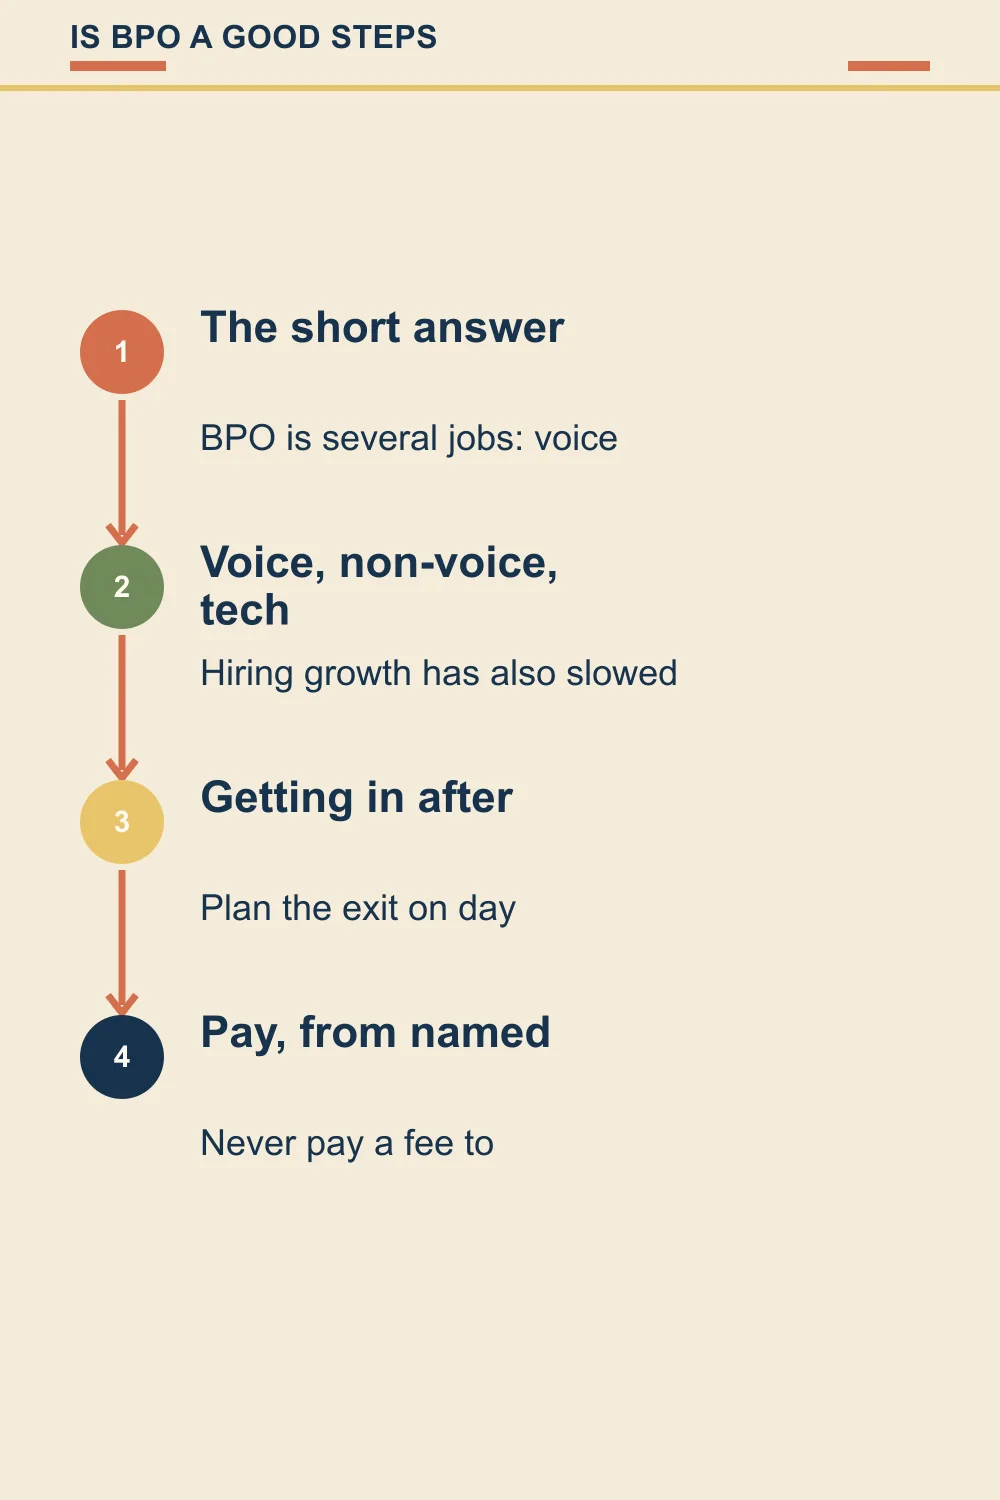 IS BPO A GOOD STEPS
1
The short answer
BPO is several jobs: voice
2
Voice, non-voice,
tech
Hiring growth has also slowed
3
Getting in after
Plan the exit on day
4
Pay, from named
Never pay a fee to